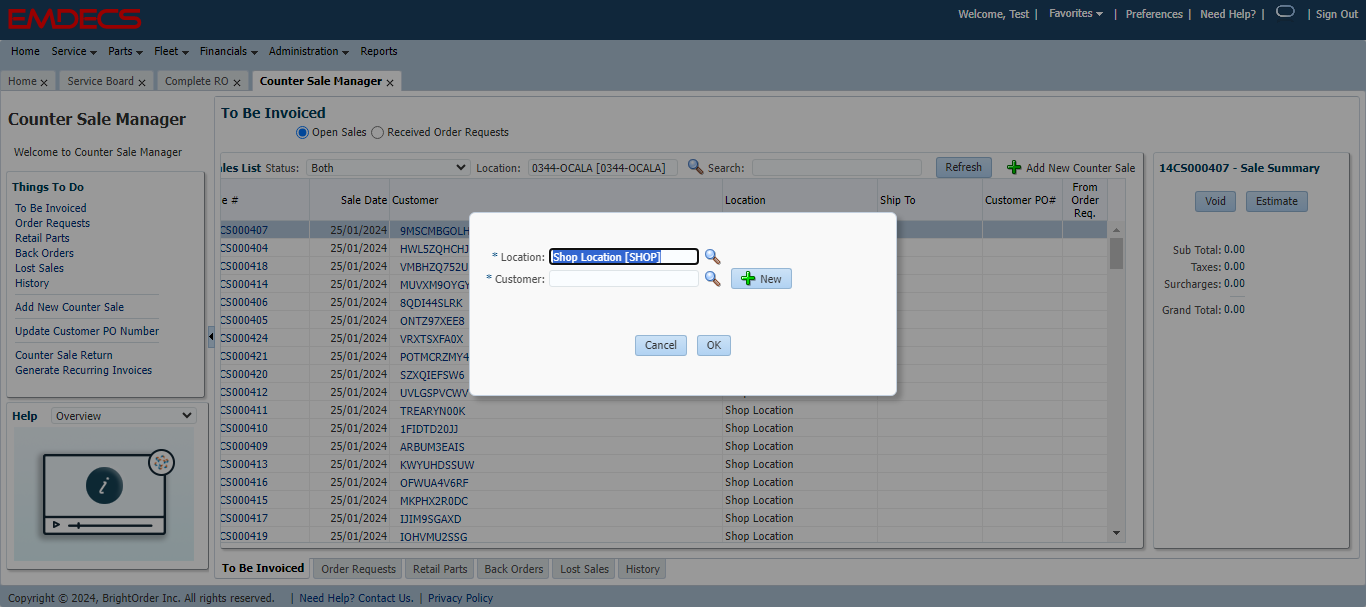 EMDECS
Welcome, Test | Favorites | Preferences | Need Help? | | Sign Out
Home Service Parts Fleet Financials Administration Reports
Home x Service Board x Complete RO x Counter Sale Manager x
Counter Sale Manager
Welcome to Counter Sale Manager
Things To Do
To Be Invoiced
Order Requests
Retail Parts
Back Orders
Lost Sales
History
Add New Counter Sale
Update Customer PO Number
Counter Sale Return
Generate Recurring Invoices
Help Overview
i
To Be Invoiced
Open Sales Received Order Requests
les List Status: Both Location: 0344-OCALA [0344-OCALA] Search: Refresh Add New Counter Sale
e # Sale Date Customer Location Ship To Customer PO# From Order Req.
CS000407 25/01/2024 9MSCMBGOLH
CS000404 25/01/2024 HWL5ZQHCHJ
CS000418 25/01/2024 VMBHZQ752U
CS000414 25/01/2024 MUVXM9OYGY
CS000406 25/01/2024 8QDI44SLRK
CS000405 25/01/2024 ONTZ97XEE8
CS000424 25/01/2024 VRXTSXFA0X
CS000421 25/01/2024 POTMCRZMY4
CS000420 25/01/2024 SZXQIEFSW6
CS000412 25/01/2024 UVLGSPVCWV
CS000411 25/01/2024 TREARYN00K Shop Location
CS000410 25/01/2024 1FIDTD20JJ Shop Location
CS000409 25/01/2024 ARBUM3EAIS Shop Location
CS000413 25/01/2024 KWYUHDSSUW Shop Location
CS000416 25/01/2024 OFWUA4V6RF Shop Location
CS000415 25/01/2024 MKPHX2R0DC Shop Location
CS000417 25/01/2024 IJIM9SGAXD Shop Location
CS000419 25/01/2024 IOHVMU2SSG Shop Location
* Location: Shop Location [SHOP]
* Customer: New
Cancel OK
14CS000407 - Sale Summary
Void Estimate
Sub Total: 0.00
Taxes: 0.00
Surcharges: 0.00
Grand Total: 0.00
To Be Invoiced Order Requests Retail Parts Back Orders Lost Sales History
Copyright © 2024, BrightOrder Inc. All rights reserved. | Need Help? Contact Us. | Privacy Policy